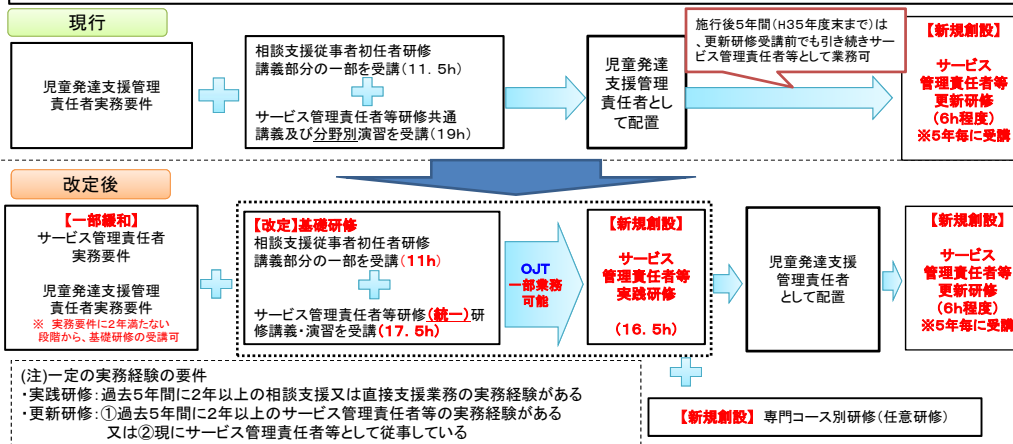 現行
児童発達支援管理
責任者実務要件
相談支援従事者初任者研修
講義部分の一部を受講(11.5h)
サービス管理責任者等研修共通
講義及び分野別演習を受講(19h)
児童発達
支援管理
責任者とし
て配置
施行後5年間(H35年度末まで)は
、更新研修受講前でも引き続きサー
ビス管理責任者等として業務可
【新規創設】
サービス
管理責任者等
更新研修
(6h程度)
※5年毎に受講
改定後
【一部緩和】
サービス管理責任者
実務要件
児童発達支援管理
責任者実務要件
※ 実務要件に2年満たない
段階から、基礎研修の受講可
【改定】基礎研修
相談支援従事者初任者研修
講義部分の一部を受講(11h)
サービス管理責任者等研修(統一)研
修講義・演習を受講(17.5h)
OJT
一部業務
可能
【新規創設】
サービス
管理責任者等
実践研修
(16.5h)
児童発達支援
管理責任者
として配置
【新規創設】
サービス
管理責任者等
更新研修
(6h程度)
※5年毎に受講
(注)一定の実務経験の要件
・実践研修:過去5年間に2年以上の相談支援又は直接支援業務の実務経験がある
・更新研修:①過去5年間に2年以上のサービス管理責任者等の実務経験がある
又は②現にサービス管理責任者等として従事している
【新規創設】 専門コース別研修(任意研修)